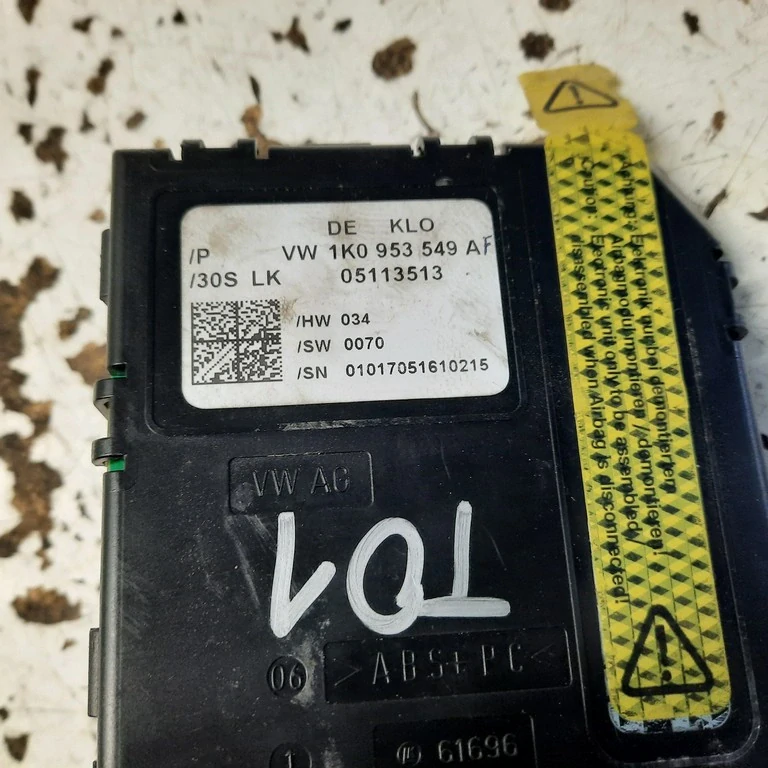 DE KLO
/P VW 1K0 953 549 AF
/30S LK 05113513
/HW 034
/SW 0070
/SN 01017051610215
VW AG
T01
06
>ABS+PC<
1
61696
Achtung: Elektronik nur bei demontiertem
Airbag montieren / demontieren!
Caution: Electronic unit only to be assembled/
disassembled when Airbag is disconnected!